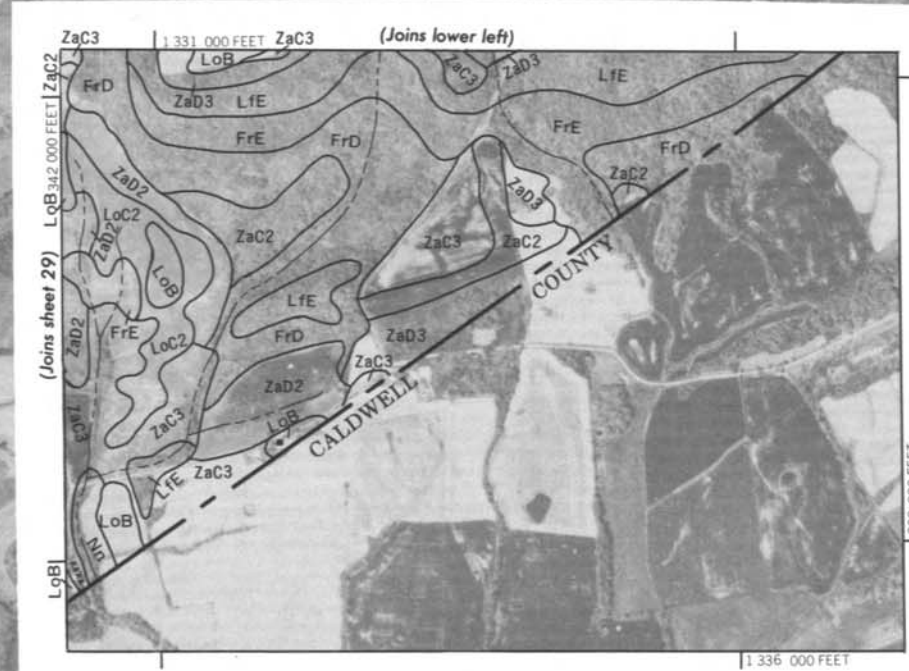 ZaC3
1 331 000 FEET
ZaC3
(Joins lower left)
LoB
ZaC2
FrD
ZaD3
LfE
FrE
FrD
ZaC3
ZaD3
LfE
FrE
FrD
342 000 FEET
LoB
ZaD2
LoC2
ZaD2
LoB
ZaC2
ZaC3
ZaD3
ZaC2
ZaC2
(Joins sheet 29)
ZaD2
FrE
LoC2
LfE
FrD
ZaD3
COUNTY
ZaD2
ZaC3
LoB
CALDWELL
ZaC3
ZaC3
LfE
ZaC3
LoB
Nn
LoB
1 336 000 FEET